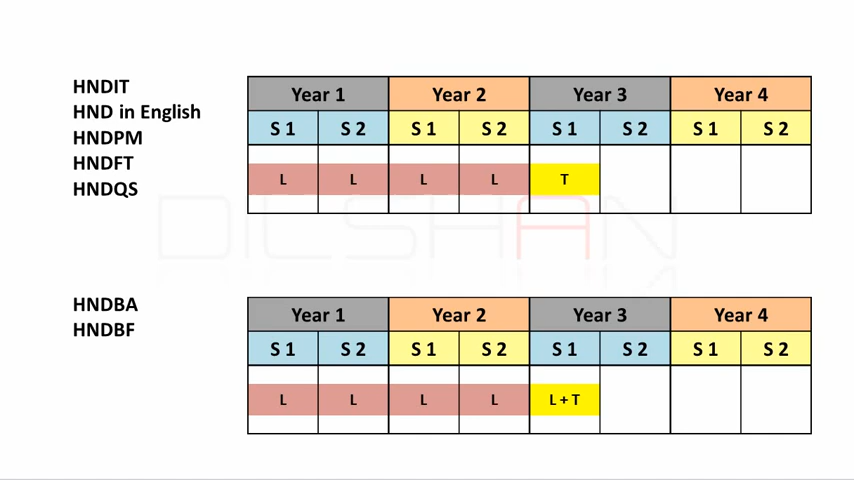 HNDIT
HND in English
HNDPM
HNDFT
HNDQS
Year 1 Year 2 Year 3 Year 4
S 1 S 2 S 1 S 2 S 1 S 2 S 1 S 2
L L L L T
DILSHAN
HNDBA
HNDBF
Year 1 Year 2 Year 3 Year 4
S 1 S 2 S 1 S 2 S 1 S 2 S 1 S 2
L L L L L + T